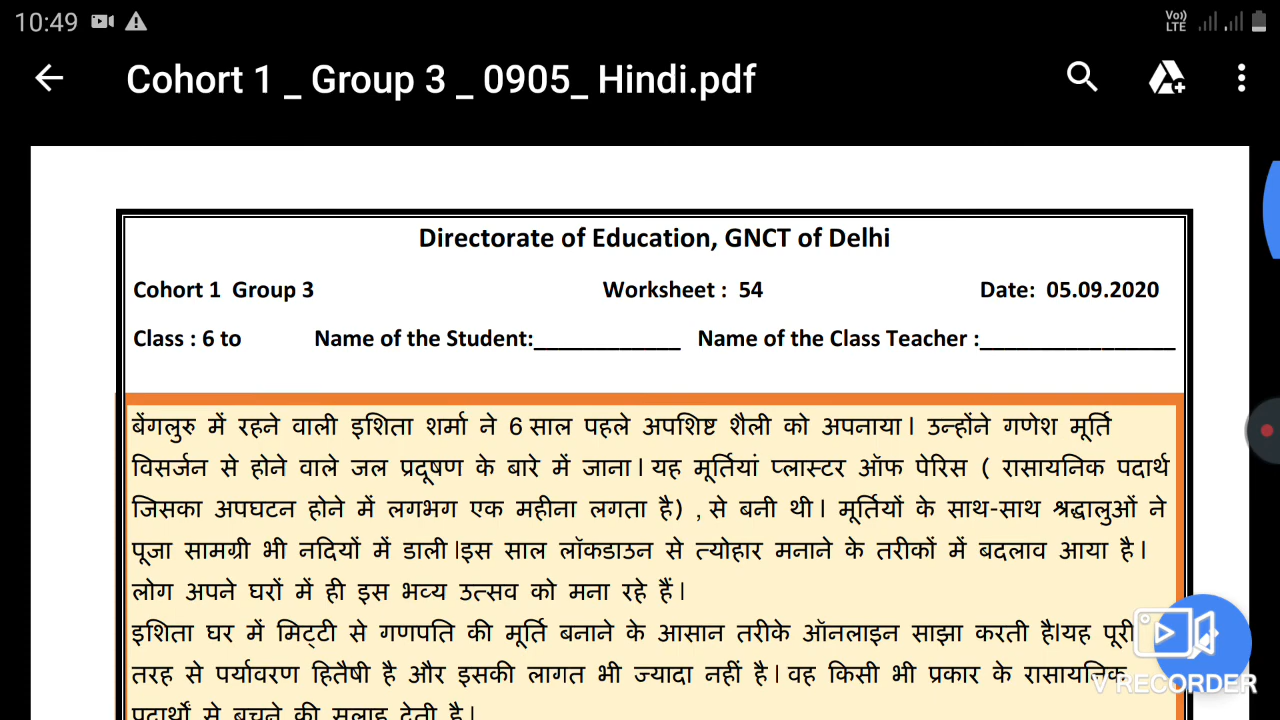 10:49
Vo)) LTE
Cohort 1 _ Group 3 _ 0905_ Hindi.pdf
Directorate of Education, GNCT of Delhi
Cohort 1 Group 3 Worksheet : 54 Date: 05.09.2020
Class : 6 to Name of the Student:____________ Name of the Class Teacher :________________
बेंगलुरु में रहने वाली इशिता शर्मा ने 6 साल पहले अपशिष्ट शैली को अपनाया। उन्होंने गणेश मूर्ति
विसर्जन से होने वाले जल प्रदूषण के बारे में जाना। यह मूर्तियां प्लास्टर ऑफ पेरिस ( रासायनिक पदार्थ
जिसका अपघटन होने में लगभग एक महीना लगता है) , से बनी थी। मूर्तियों के साथ-साथ श्रद्धालुओं ने
पूजा सामग्री भी नदियों में डाली।इस साल लॉकडाउन से त्योहार मनाने के तरीकों में बदलाव आया है।
लोग अपने घरों में ही इस भव्य उत्सव को मना रहे हैं।
इशिता घर में मिट्टी से गणपति की मूर्ति बनाने के आसान तरीके ऑनलाइन साझा करती है।यह पूरी
तरह से पर्यावरण हितैषी है और इसकी लागत भी ज्यादा नहीं है। वह किसी भी प्रकार के रासायनिक
पदार्थों से बचने की सलाह देती है।
V RECORDER